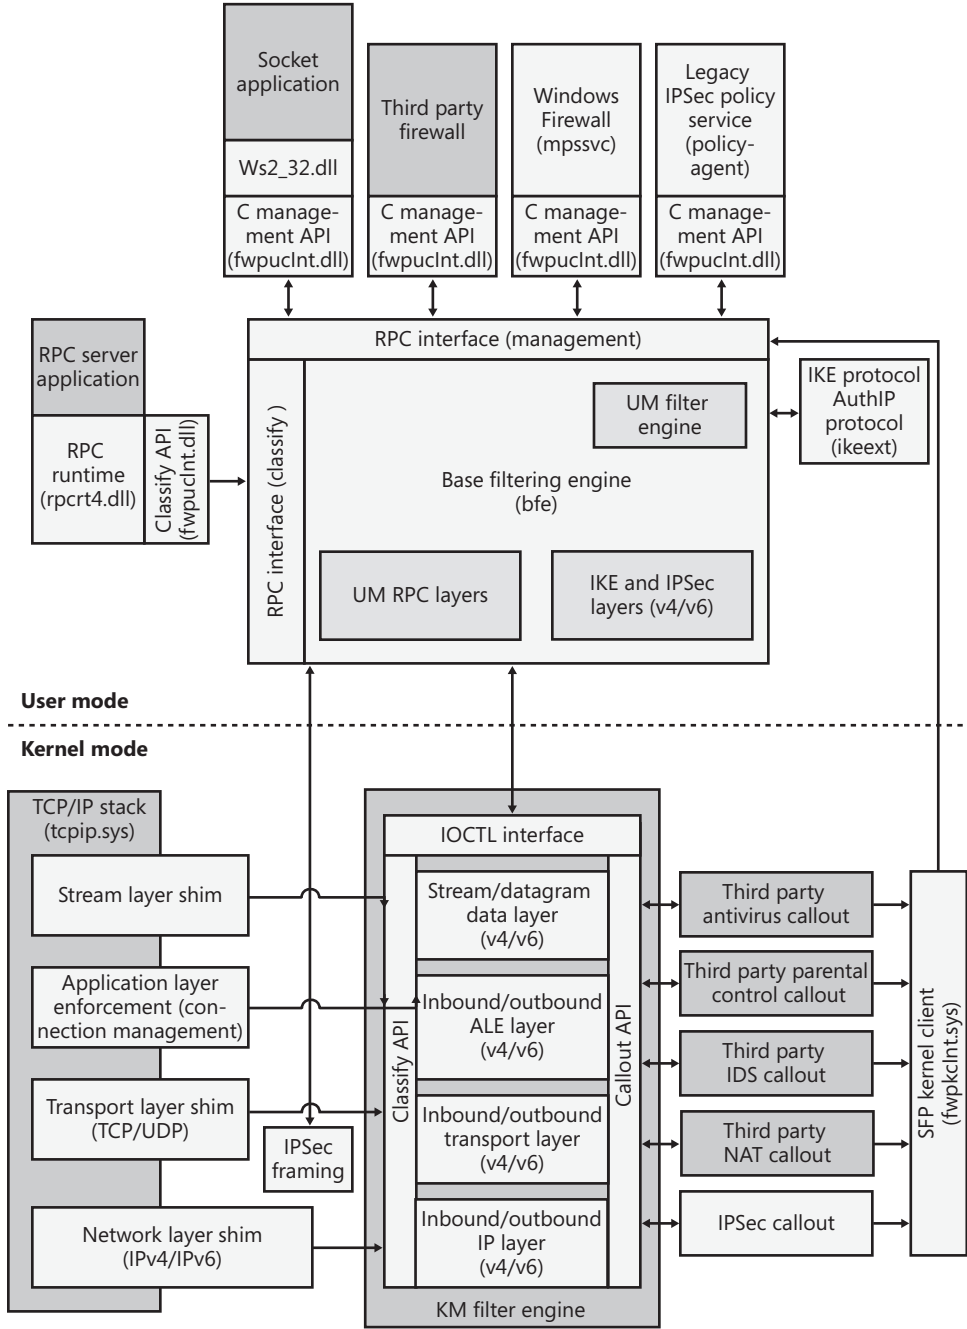 Socket
application
Ws2_32.dll
C manage-
ment API
(fwpuclnt.dll)
Third party
firewall
C manage-
ment API
(fwpuclnt.dll)
Windows
Firewall
(mpssvc)
C manage-
ment API
(fwpuclnt.dll)
Legacy
IPSec policy
service
(policy-
agent)
C manage-
ment API
(fwpuclnt.dll)
RPC interface (management)
RPC server
application
RPC
runtime
(rpcrt4.dll)
Classify API
(fwpuclnt.dll)
RPC interface (classify )
UM filter
engine
Base filtering engine
(bfe)
UM RPC layers
IKE and IPSec
layers (v4/v6)
IKE protocol
AuthIP
protocol
(ikeext)
User mode
Kernel mode
TCP/IP stack
(tcpip.sys)
Stream layer shim
Application layer
enforcement (con-
nection management)
Transport layer shim
(TCP/UDP)
Network layer shim
(IPv4/IPv6)
IPSec
framing
IOCTL interface
Classify API
Stream/datagram
data layer
(v4/v6)
Inbound/outbound
ALE layer
(v4/v6)
Inbound/outbound
transport layer
(v4/v6)
Inbound/outbound
IP layer
(v4/v6)
Callout API
KM filter engine
Third party
antivirus callout
Third party parental
control callout
Third party
IDS callout
Third party
NAT callout
IPSec callout
SFP kernel client
(fwpkclnt.sys)